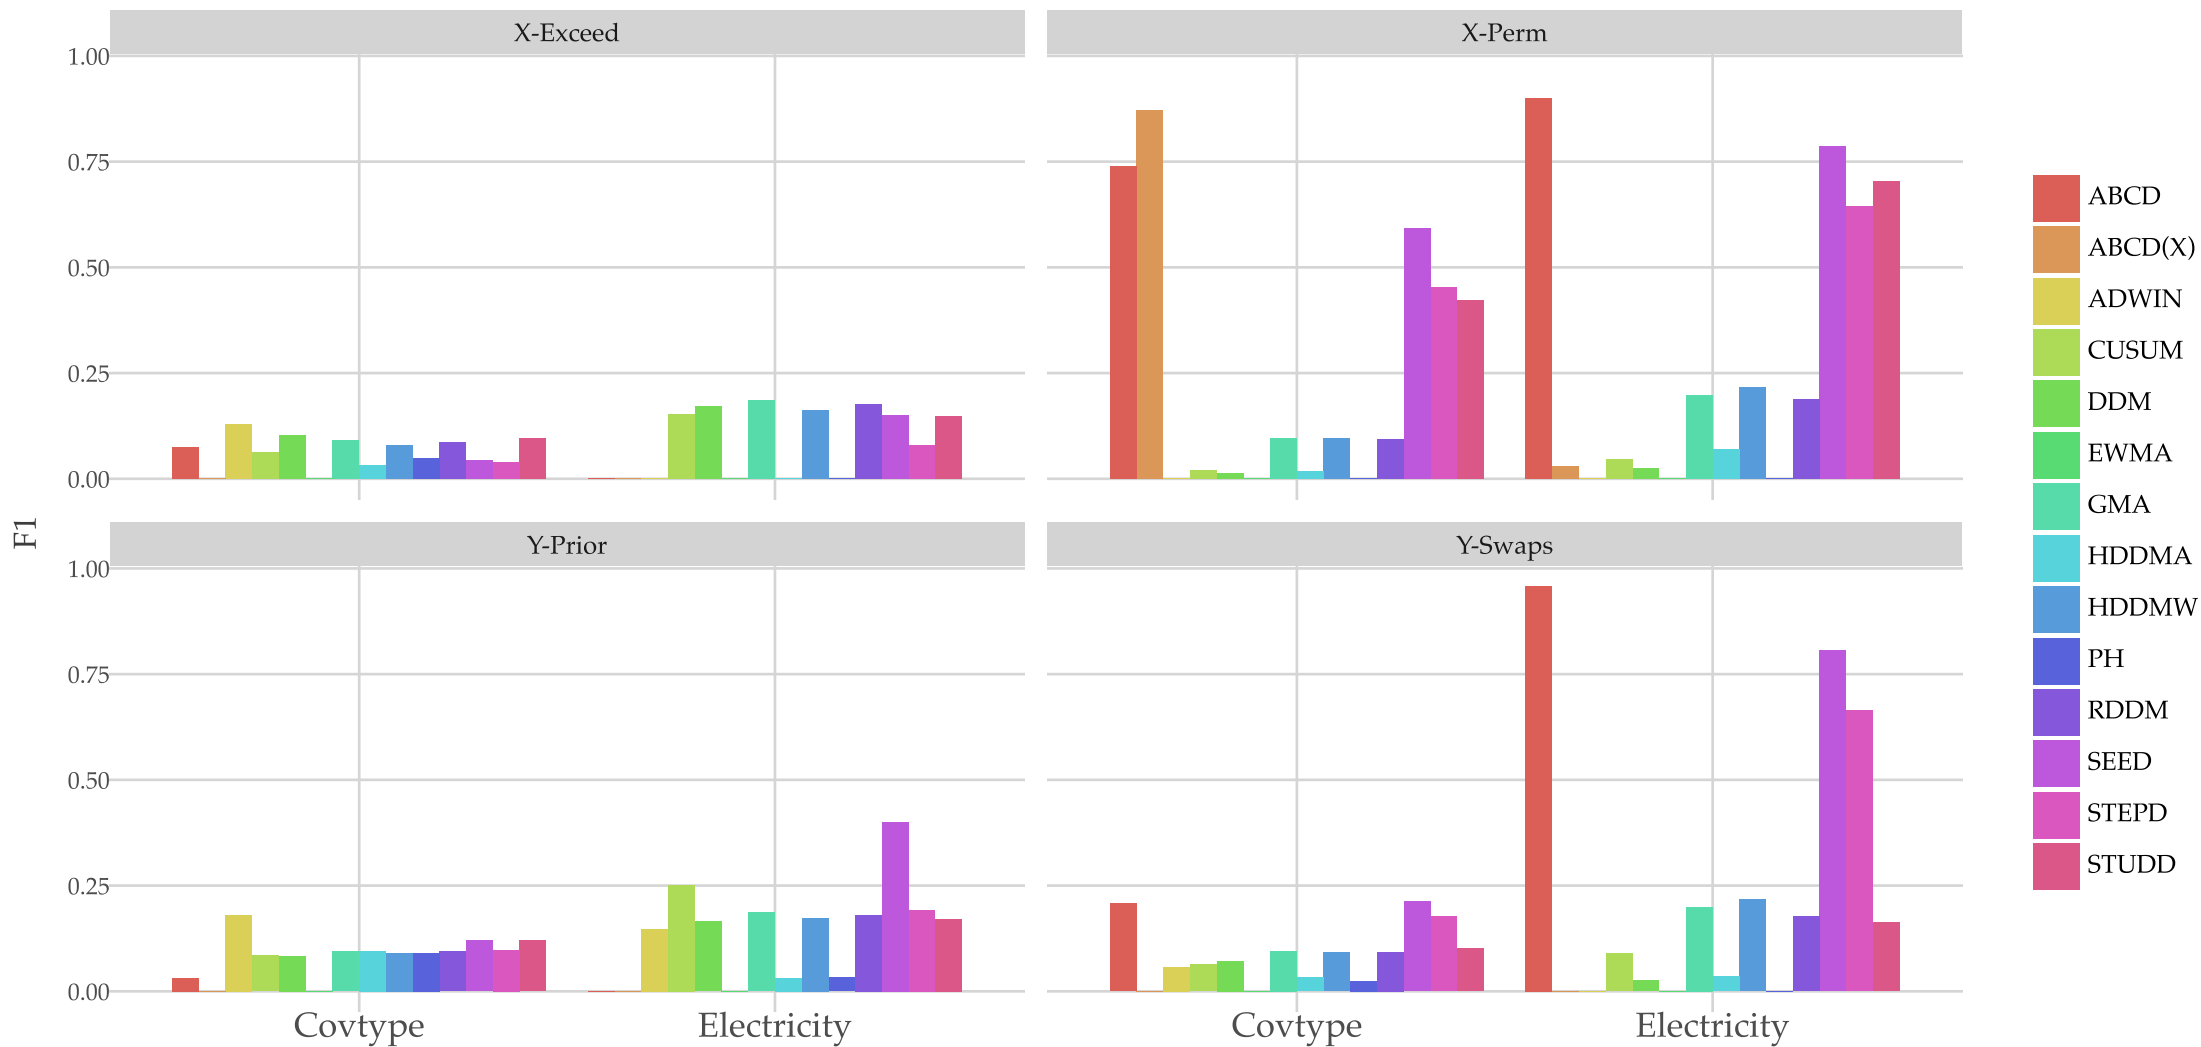 X-Exceed
X-Perm
1.00
0.75
0.50
0.25
0.00
F1
Y-Prior
Y-Swaps
1.00
0.75
0.50
0.25
0.00
Covtype
Electricity
Covtype
Electricity
ABCD
ABCD(X)
ADWIN
CUSUM
DDM
EWMA
GMA
HDDMA
HDDMW
PH
RDDM
SEED
STEPD
STUDD